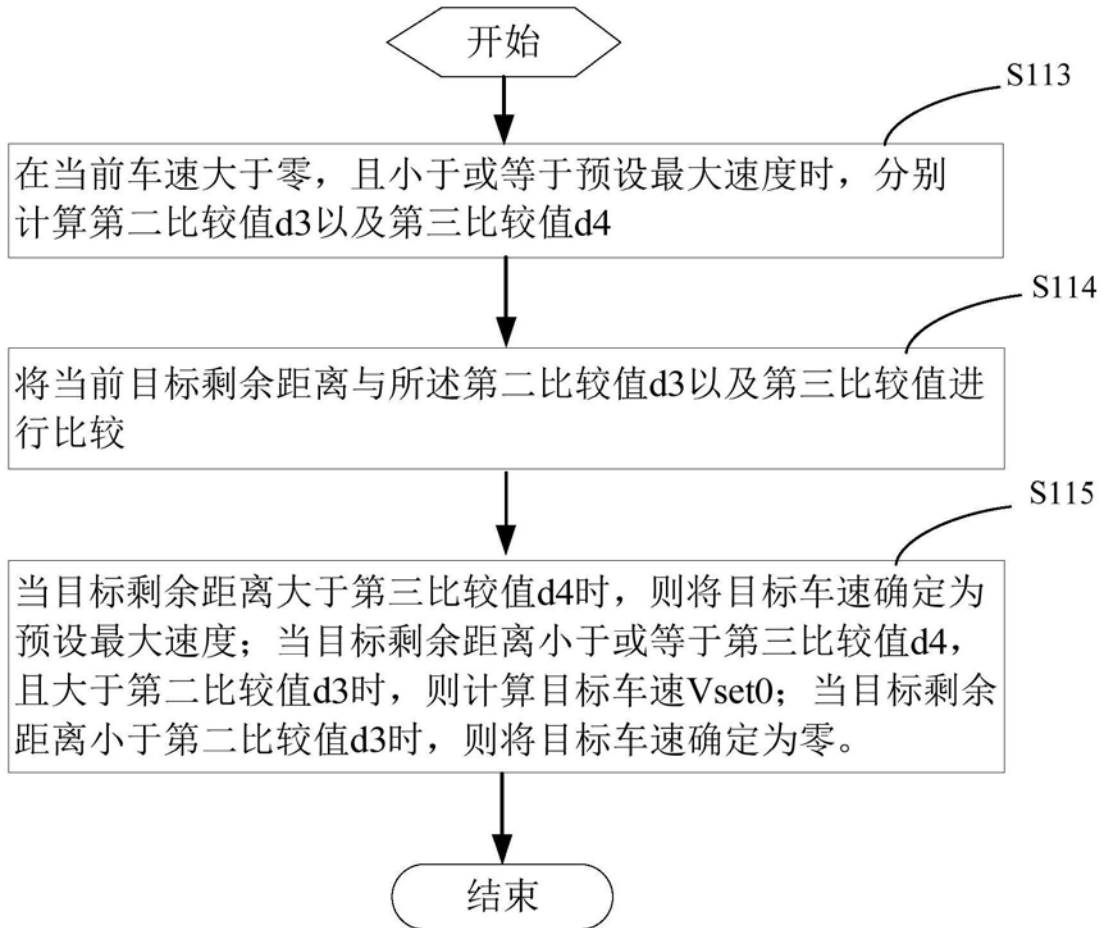 开始
S113
在当前车速大于零，且小于或等于预设最大速度时，分别
计算第二比较值d3以及第三比较值d4
S114
将当前目标剩余距离与所述第二比较值d3以及第三比较值进
行比较
S115
当目标剩余距离大于第三比较值d4时，则将目标车速确定为
预设最大速度；当目标剩余距离小于或等于第三比较值d4，
且大于第二比较值d3时，则计算目标车速Vset0；当目标剩余
距离小于第二比较值d3时，则将目标车速确定为零。
结束